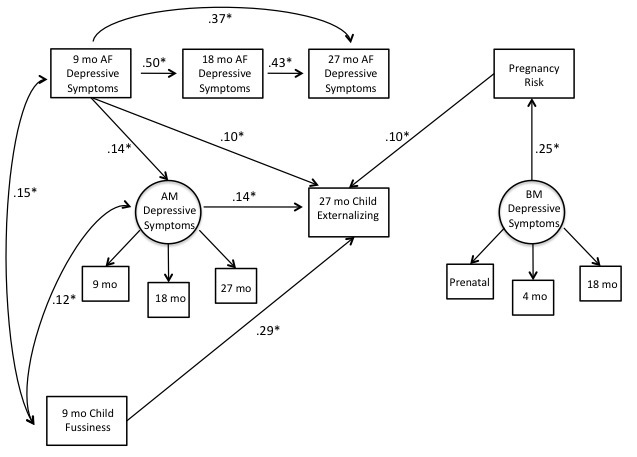 .37*
9 mo AF
Depressive
Symptoms
.50*
18 mo AF
Depressive
Symptoms
.43*
27 mo AF
Depressive
Symptoms
Pregnancy
Risk
.14*
.10*
.10*
.25*
.15*
AM
Depressive
Symptoms
.14*
27 mo Child
Externalizing
BM
Depressive
Symptoms
9 mo
18 mo
27 mo
Prenatal
4 mo
18 mo
.12*
.29*
9 mo Child
Fussiness